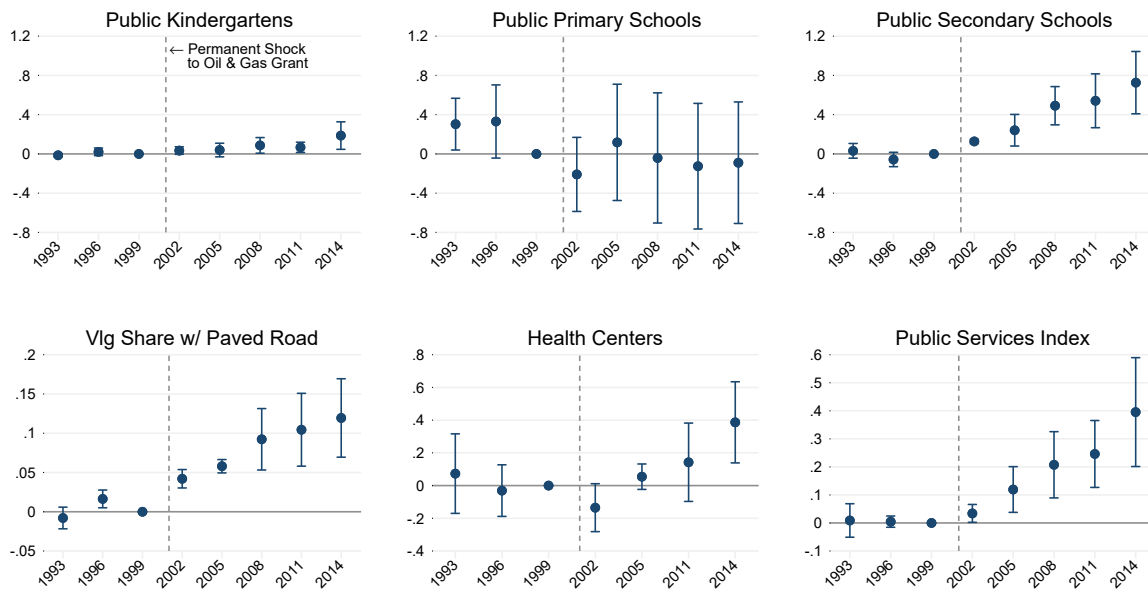 Public Kindergartens
1.2
.8
.4
0
-.4
-.8
← Permanent Shock
to Oil & Gas Grant
1993 1996 1999 2002 2005 2008 2011 2014
Public Primary Schools
1.2
.8
.4
0
-.4
-.8
1993 1996 1999 2002 2005 2008 2011 2014
Public Secondary Schools
1.2
.8
.4
0
-.4
-.8
1993 1996 1999 2002 2005 2008 2011 2014
Vlg Share w/ Paved Road
.2
.15
.1
.05
0
-.05
1993 1996 1999 2002 2005 2008 2011 2014
Health Centers
.8
.6
.4
.2
0
-.2
-.4
1993 1996 1999 2002 2005 2008 2011 2014
Public Services Index
.6
.5
.4
.3
.2
.1
0
-.1
1993 1996 1999 2002 2005 2008 2011 2014